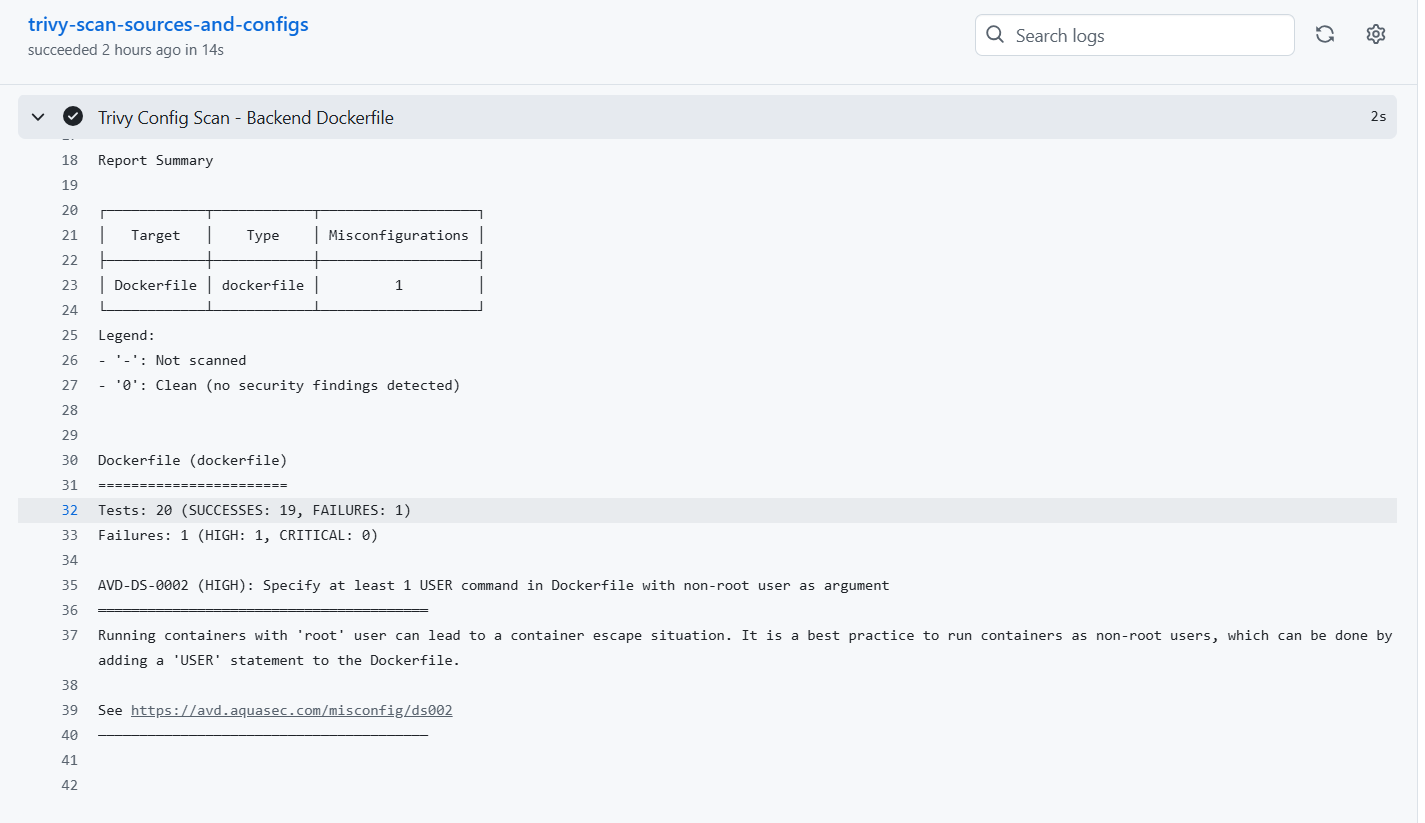 trivy-scan-sources-and-configs
succeeded 2 hours ago in 14s
Search logs
Trivy Config Scan - Backend Dockerfile 2s
18 Report Summary
19
20
21 │ Target │ Type │ Misconfigurations │
22
23 │ Dockerfile │ dockerfile │ 1 │
24
25 Legend:
26 - '-': Not scanned
27 - '0': Clean (no security findings detected)
28
29
30 Dockerfile (dockerfile)
31 =======================
32 Tests: 20 (SUCCESSES: 19, FAILURES: 1)
33 Failures: 1 (HIGH: 1, CRITICAL: 0)
34
35 AVD-DS-0002 (HIGH): Specify at least 1 USER command in Dockerfile with non-root user as argument
36 ════════════════════════════════════════
37 Running containers with 'root' user can lead to a container escape situation. It is a best practice to run containers as non-root users, which can be done by
adding a 'USER' statement to the Dockerfile.
38
39 See https://avd.aquasec.com/misconfig/ds002
40 ────────────────────────────────────────
41
42